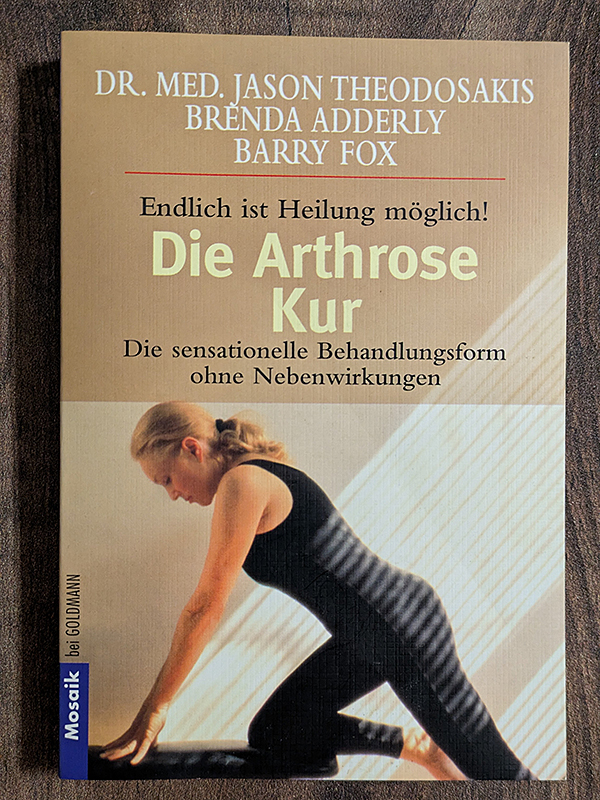 DR. MED. JASON THEODOSAKIS
BRENDA ADDERLY
BARRY FOX
Endlich ist Heilung möglich!
Die Arthrose
Kur
Die sensationelle Behandlungsform
ohne Nebenwirkungen
Mosaik bei GOLDMANN